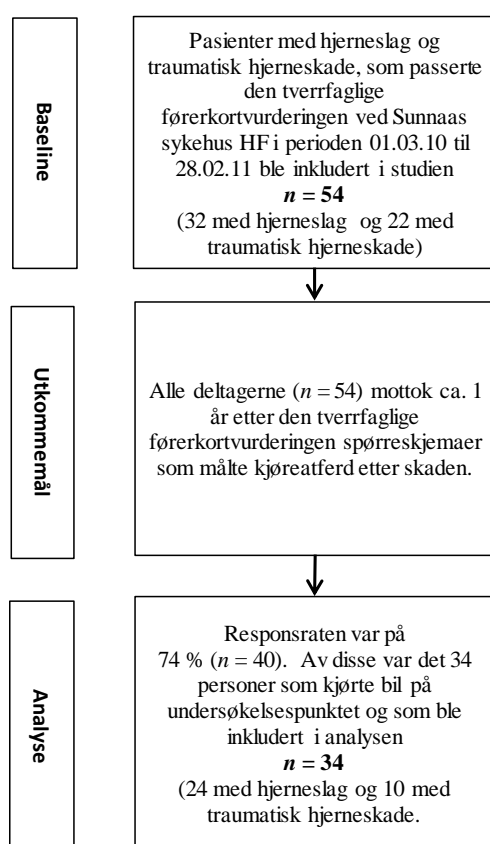 Baseline
Pasienter med hjerneslag og
traumatisk hjerneskade, som passerte
den tverrfaglige
førerkortvurderingen ved Sunnaas
sykehus HF i perioden 01.03.10 til
28.02.11 ble inkludert i studien
n = 54
(32 med hjerneslag og 22 med
traumatisk hjerneskade)
Utkommemål
Alle deltagerne (n = 54) mottok ca. 1
år etter den tverrfaglige
førerkortvurderingen spørreskjemaer
som målte kjøreatferd etter skaden.
Analyse
Responsraten var på
74 % (n = 40). Av disse var det 34
personer som kjørte bil på
undersøkelsespunktet og som ble
inkludert i analysen
n = 34
(24 med hjerneslag og 10 med
traumatisk hjerneskade.